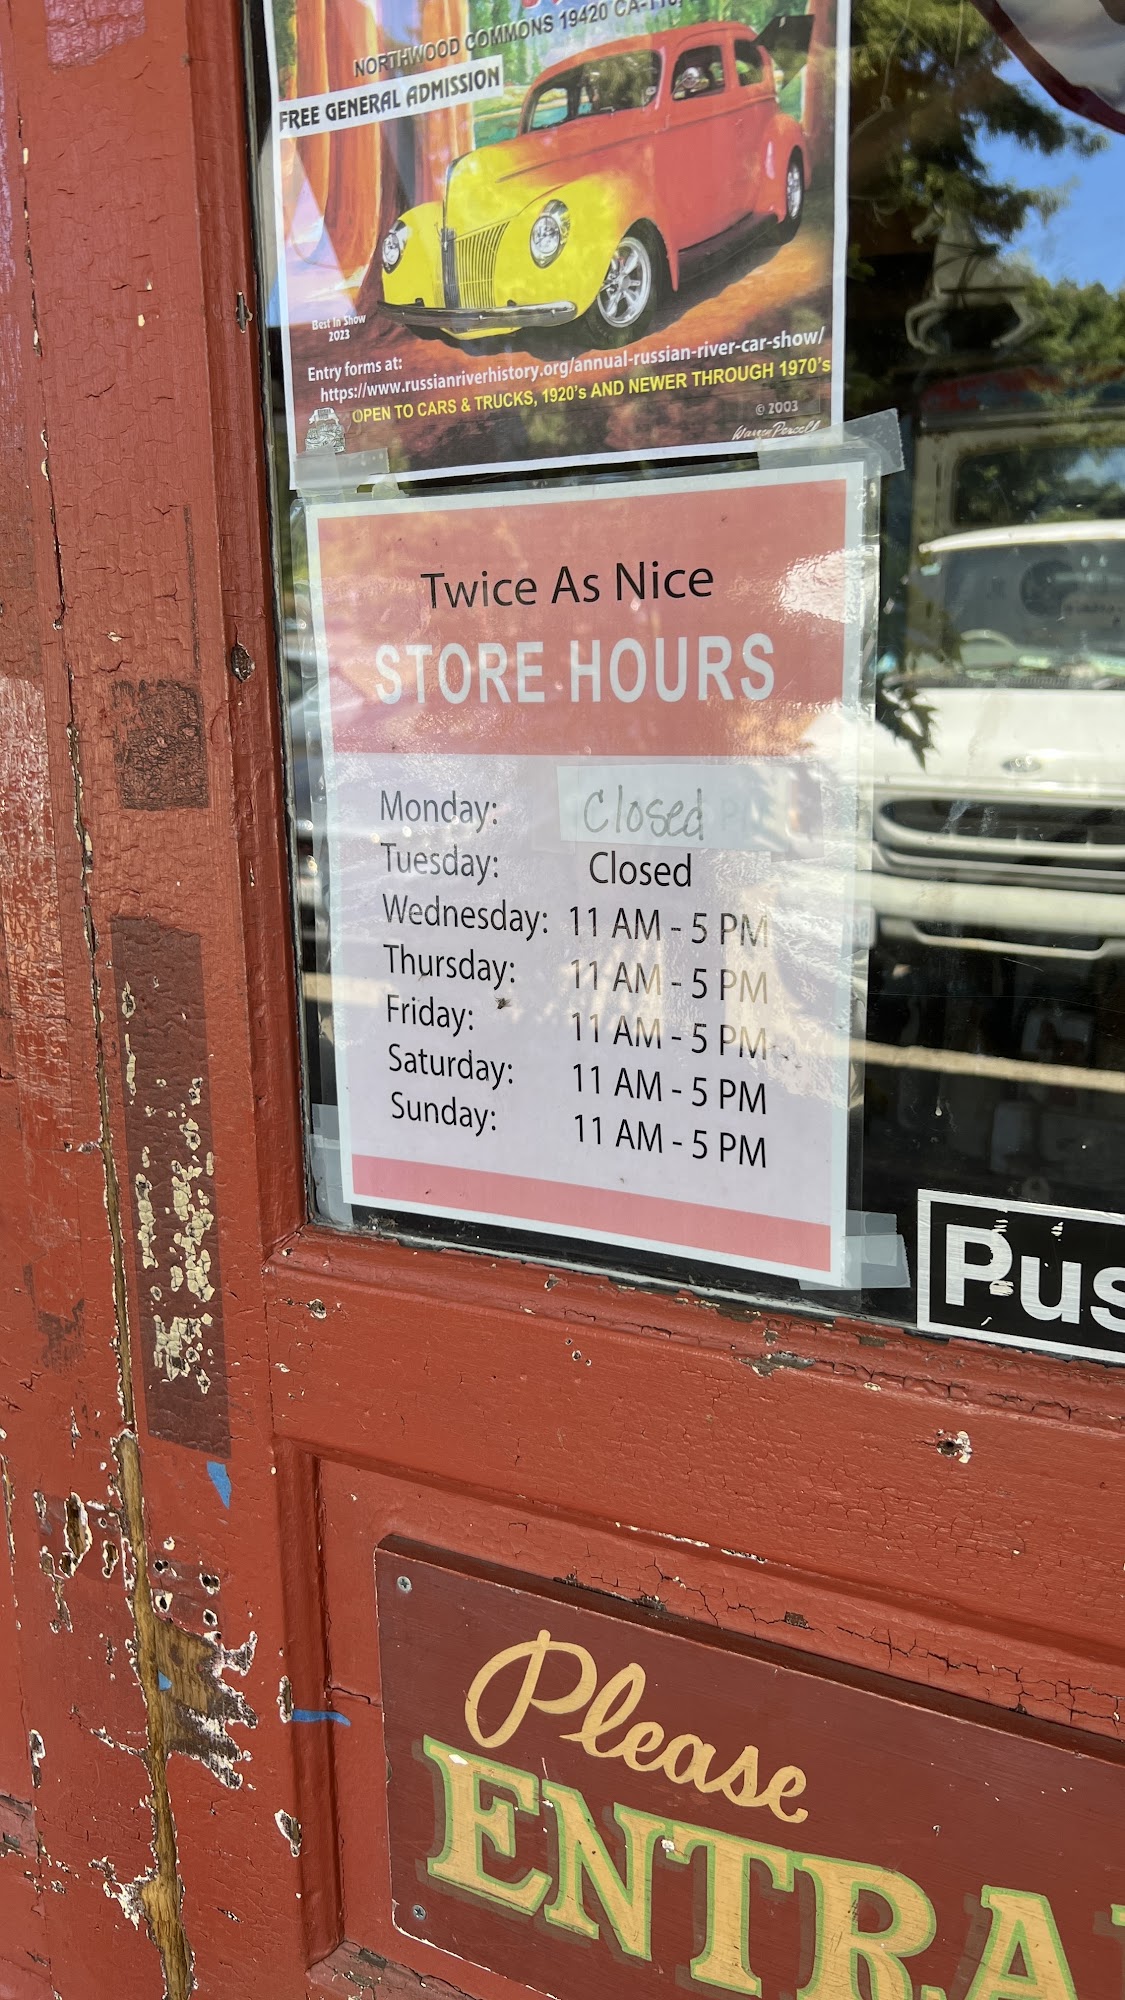 NORTHWOOD COMMONS 19420
FREE GENERAL ADMISSION
Best In Show
2023
Entry forms at:
https://www.russianriverhistory.org/annual-russian-river-car-show/
OPEN TO CARS & TRUCKS, 1920's AND NEWER THROUGH 1970's
© 2003
Twice As Nice
STORE HOURS
Monday: Closed
Tuesday: Closed
Wednesday: 11 AM - 5 PM
Thursday: 11 AM - 5 PM
Friday: 11 AM - 5 PM
Saturday: 11 AM - 5 PM
Sunday: 11 AM - 5 PM
Pus
Please
ENTRA